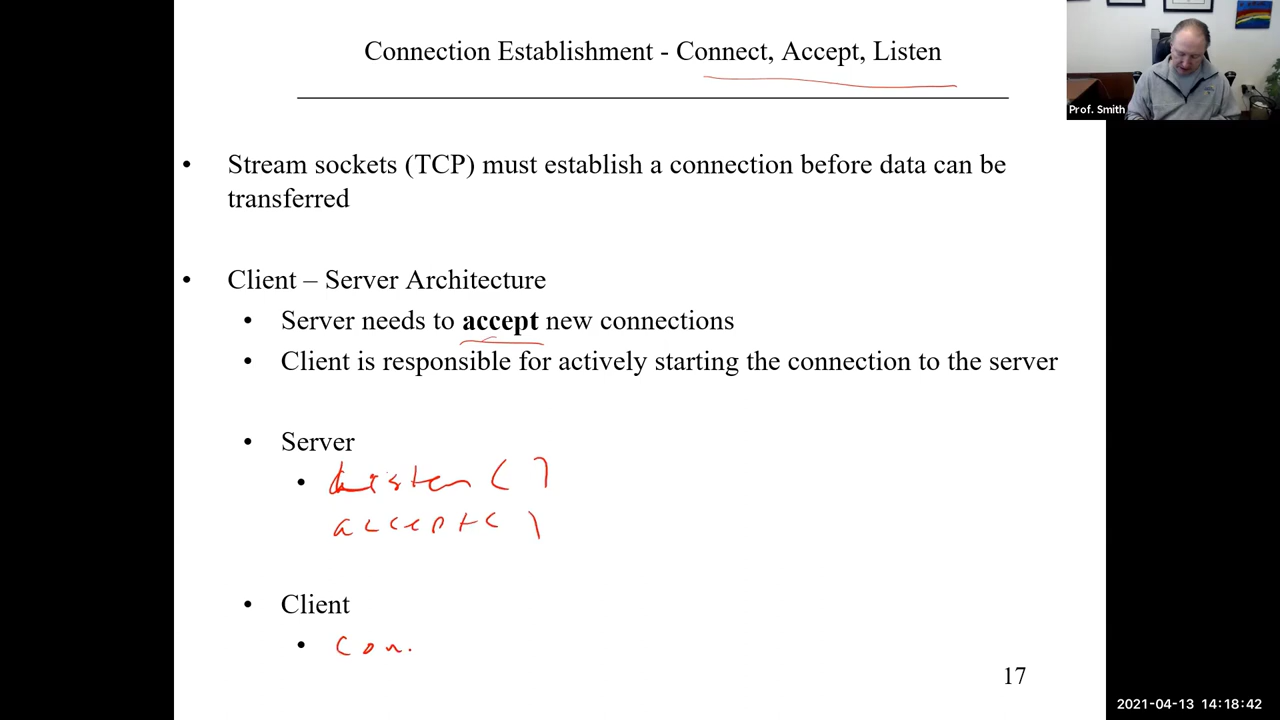 Connection Establishment - Connect, Accept, Listen
Prof. Smith
• Stream sockets (TCP) must establish a connection before data can be
transferred
• Client – Server Architecture
• Server needs to accept new connections
• Client is responsible for actively starting the connection to the server
• Server
• Listen ( )
accept ( )
• Client
• Con
17
2021-04-13 14:18:42